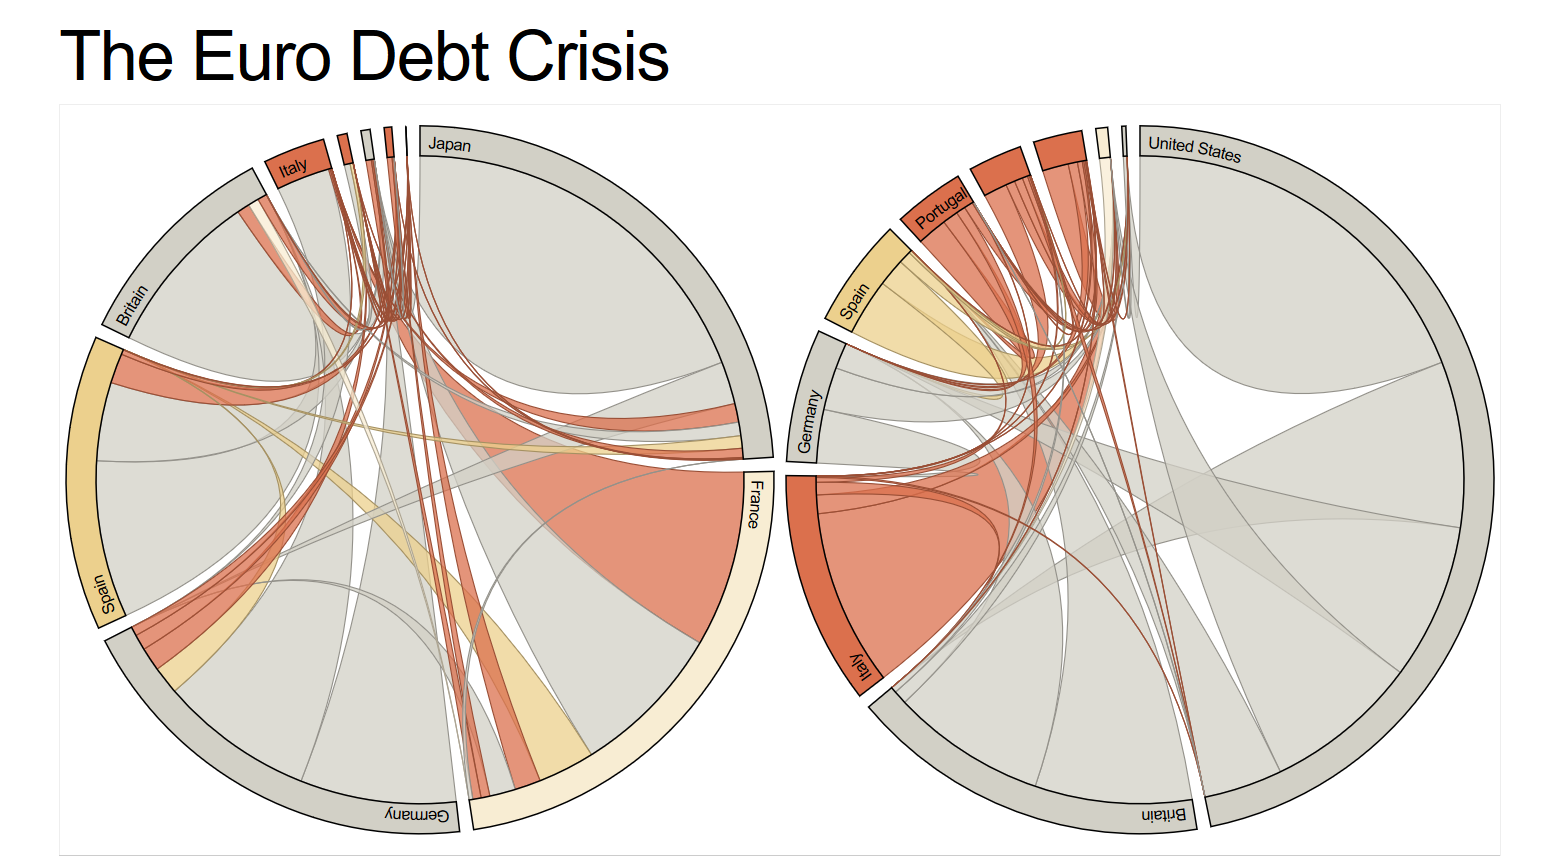 The Euro Debt Crisis
Japan
France
Germany
Spain
Britain
Italy
United States
Britain
Italy
Germany
Spain
Portugal